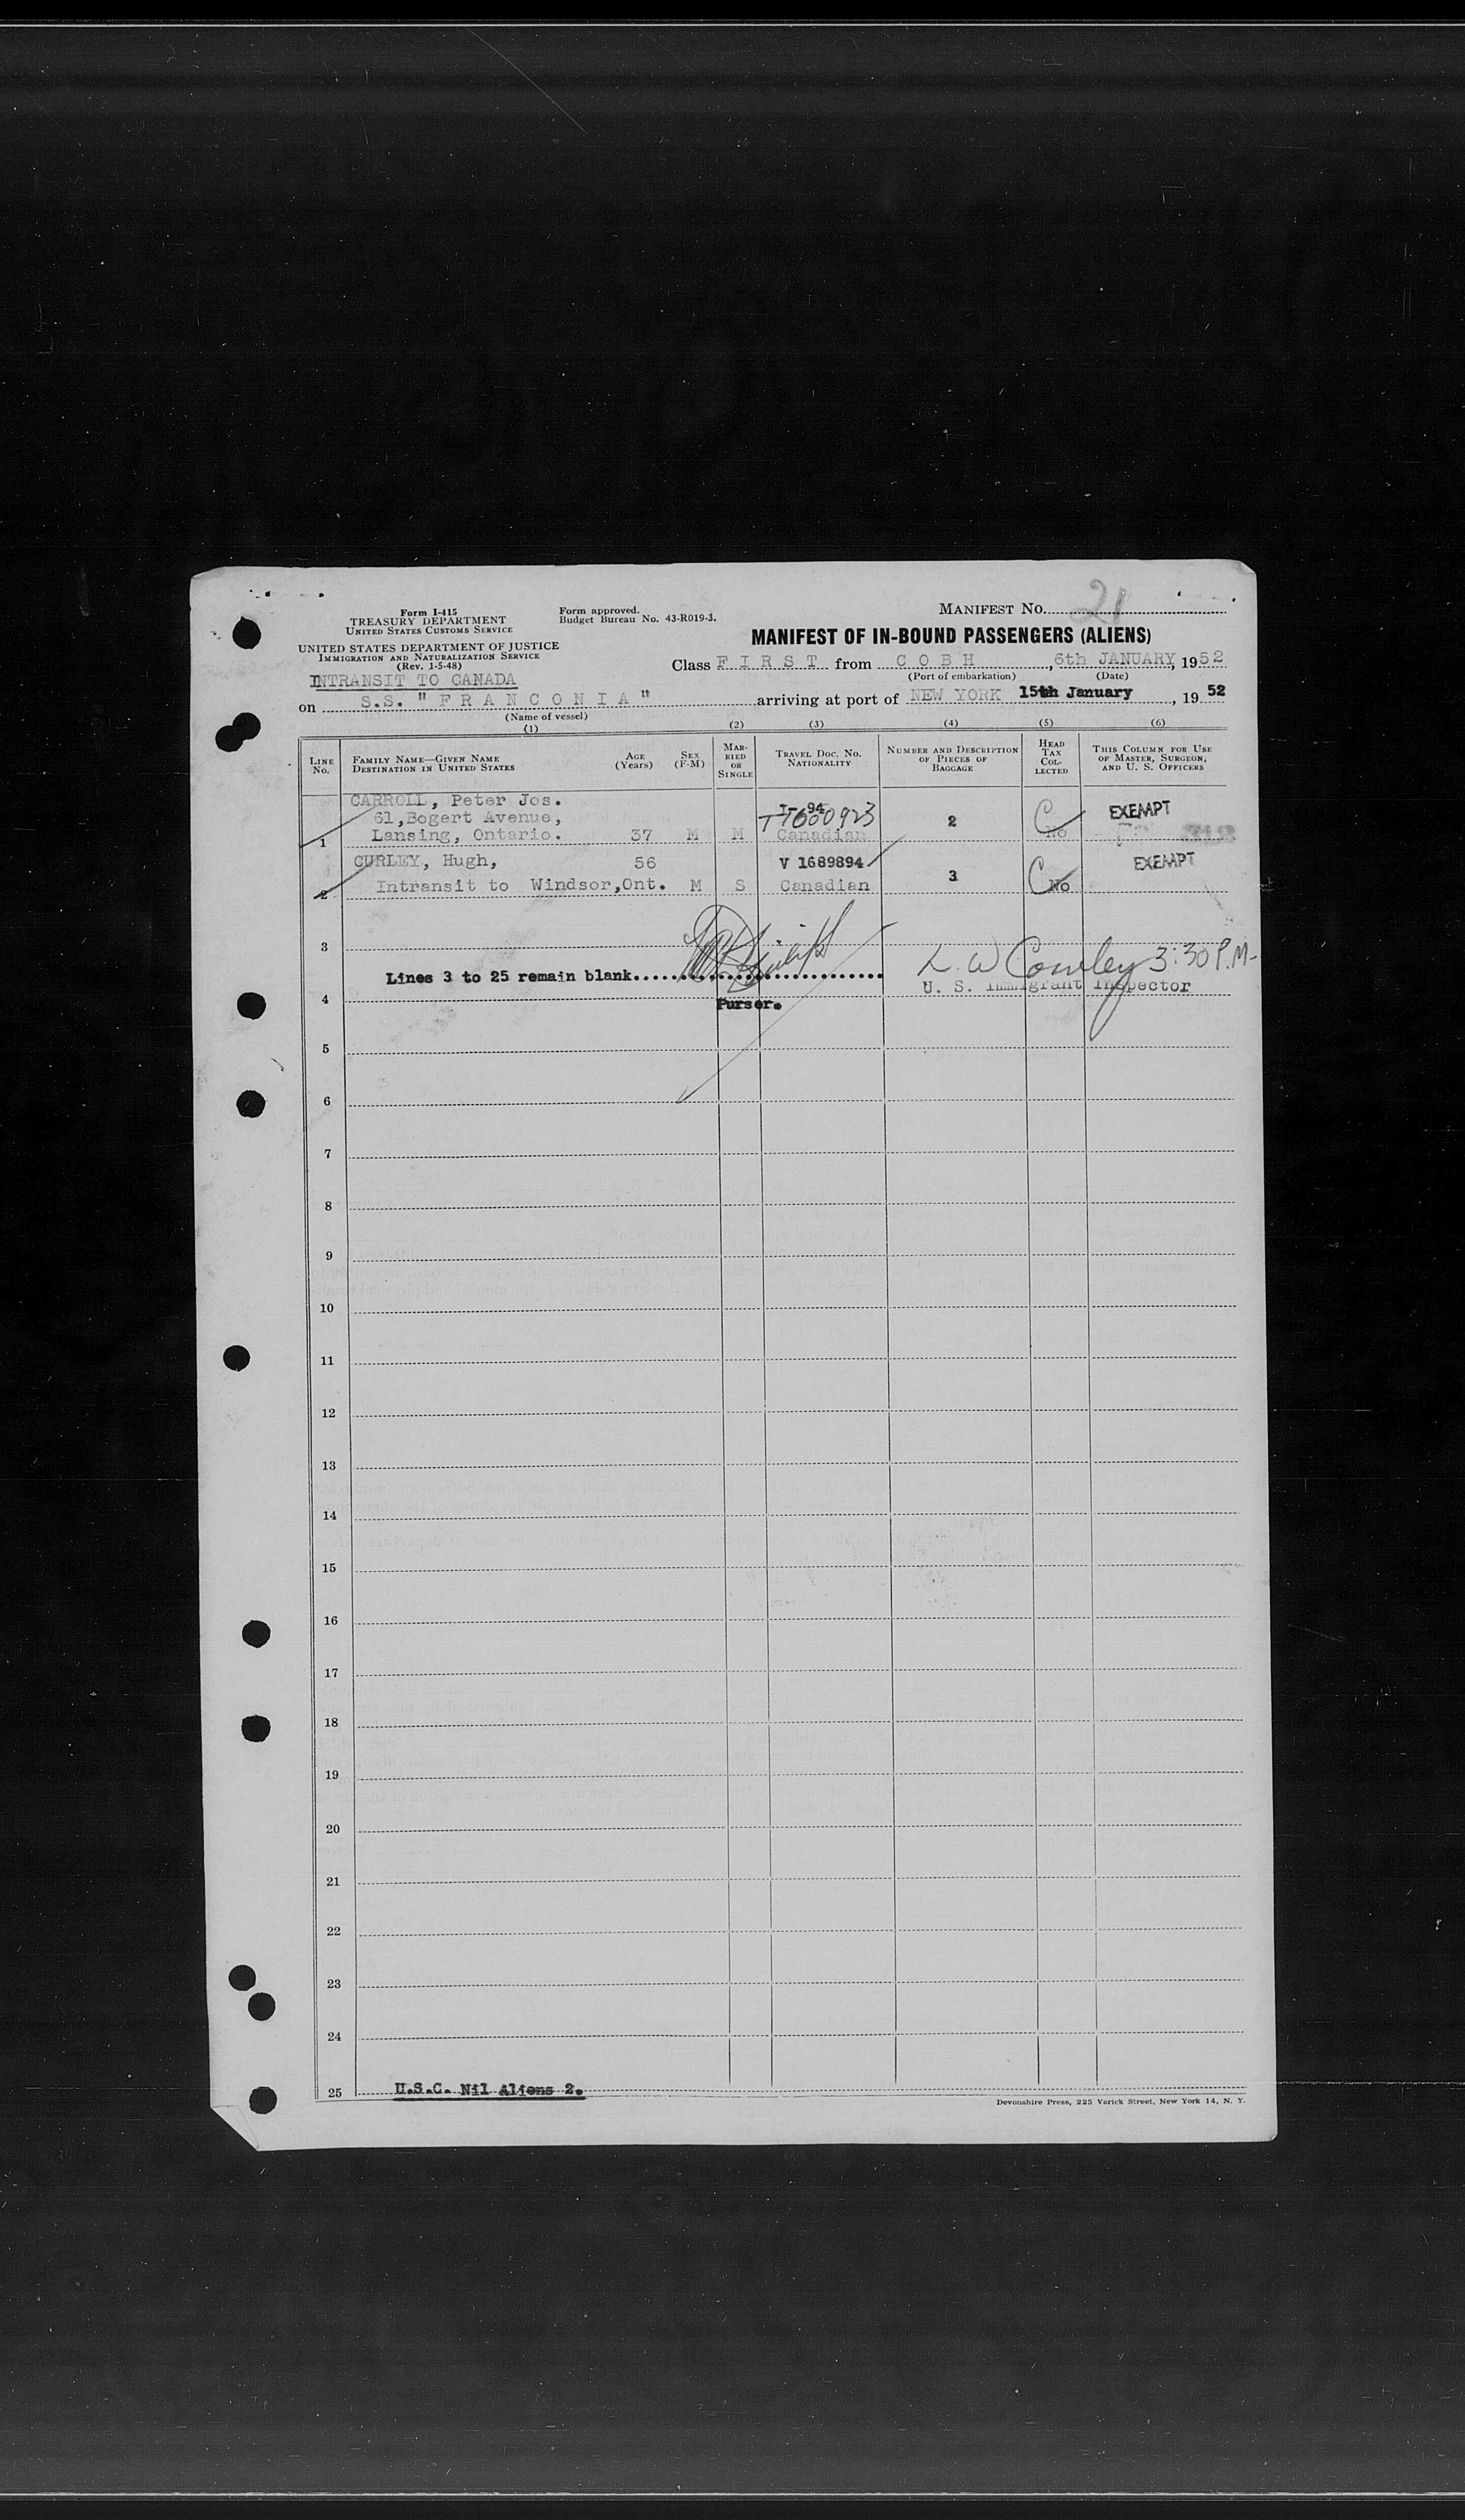 Form I-415
TREASURY DEPARTMENT
UNITED STATES CUSTOMS SERVICE
Form approved.
Budget Bureau No. 43-R019-3.
MANIFEST NO. 21
UNITED STATES DEPARTMENT OF JUSTICE
IMMIGRATION AND NATURALIZATION SERVICE
(Rev. 1-5-48)
MANIFEST OF IN-BOUND PASSENGERS (ALIENS)
Class FIRST from COBH, 6th JANUARY, 1952
(Port of embarkation) (Date)
INTRANSIT TO CANADA
on S.S. "FRANCONIA" arriving at port of NEW YORK 15th January, 1952
(Name of vessel)
(1) (2) (3) (4) (5) (6)
LINE NO.
FAMILY NAME—GIVEN NAME
DESTINATION IN UNITED STATES
AGE (Years)
SEX (F-M)
MARRIED OR SINGLE
TRAVEL DOC. NO. NATIONALITY
NUMBER AND DESCRIPTION OF PIECES OF BAGGAGE
HEAD TAX COLLECTED
THIS COLUMN FOR USE OF MASTER, SURGEON, AND U. S. OFFICERS
CARROLL, Peter Jos. I-94
61,Bogert Avenue, 2 C EXEMPT
1 Lansing, Ontario. 37 M M Canadian No
CURLEY, Hugh, 56 V 1689894 EXEMPT
2 Intransit to Windsor,Ont. M S Canadian 3 C No
3
Lines 3 to 25 remain blank
L. W Cowley 3:30 P.M-
U. S. Immigrant Inspector
4
Purser.
5
6
7
8
9
10
11
12
13
14
15
16
17
18
19
20
21
22
23
24
25 U.S.C. Nil Aliens 2.
Devonshire Press, 225 Varick Street, New York 14, N. Y.